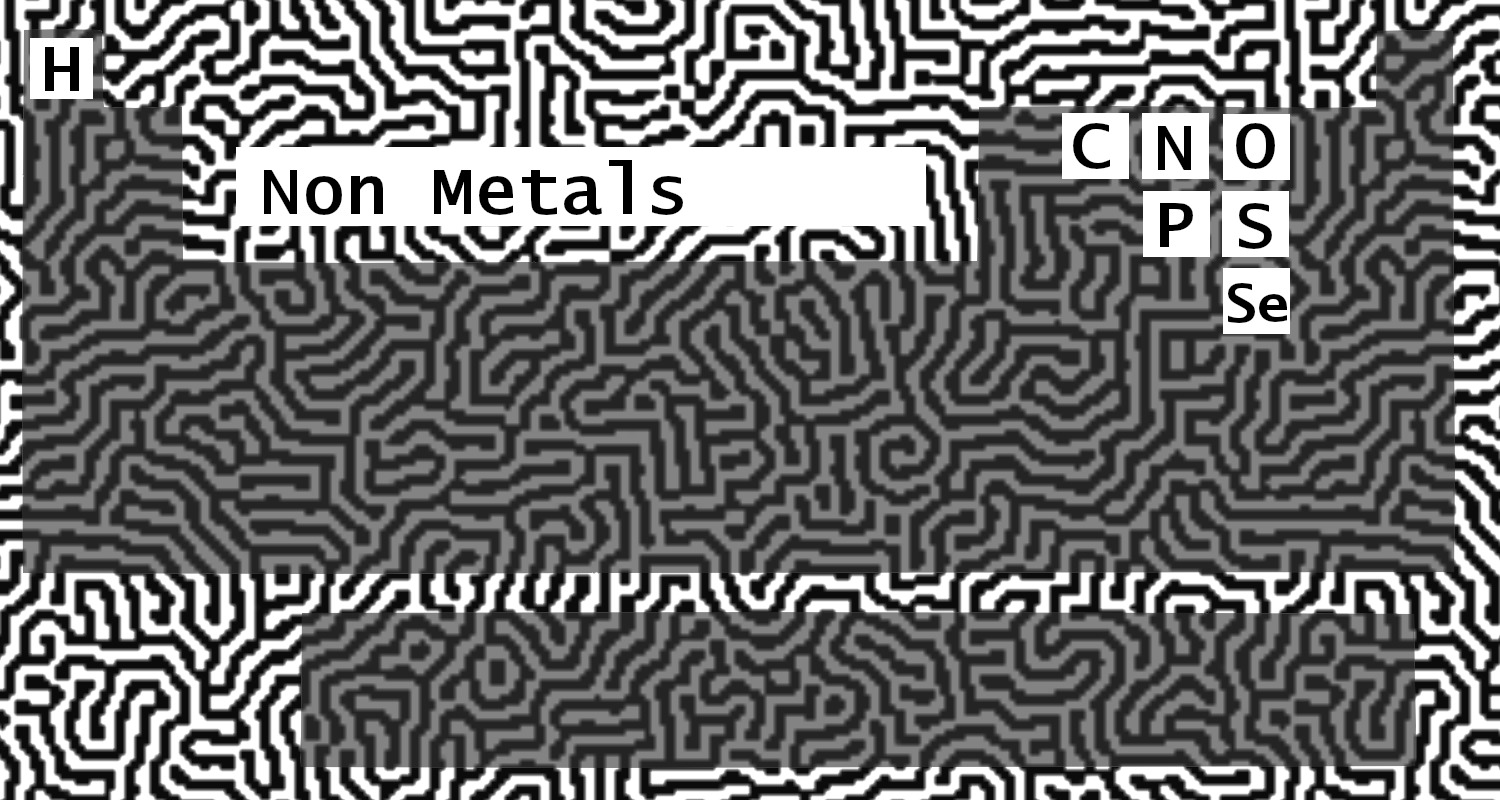 H
C N O
Non Metals
P S
Se